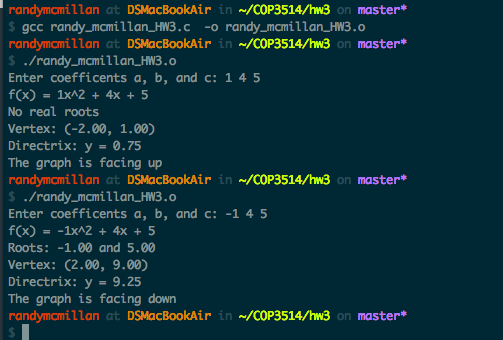 randymcmillan at DSMacBookAir in ~/COP3514/hw3 on master*
$ gcc randy_mcmillan_HW3.c  -o randy_mcmillan_HW3.o
randymcmillan at DSMacBookAir in ~/COP3514/hw3 on master*
$ ./randy_mcmillan_HW3.o
Enter coefficents a, b, and c: 1 4 5
f(x) = 1x^2 + 4x + 5
No real roots
Vertex: (-2.00, 1.00)
Directrix: y = 0.75
The graph is facing up
randymcmillan at DSMacBookAir in ~/COP3514/hw3 on master*
$ ./randy_mcmillan_HW3.o
Enter coefficents a, b, and c: -1 4 5
f(x) = -1x^2 + 4x + 5
Roots: -1.00 and 5.00
Vertex: (2.00, 9.00)
Directrix: y = 9.25
The graph is facing down
randymcmillan at DSMacBookAir in ~/COP3514/hw3 on master*
$